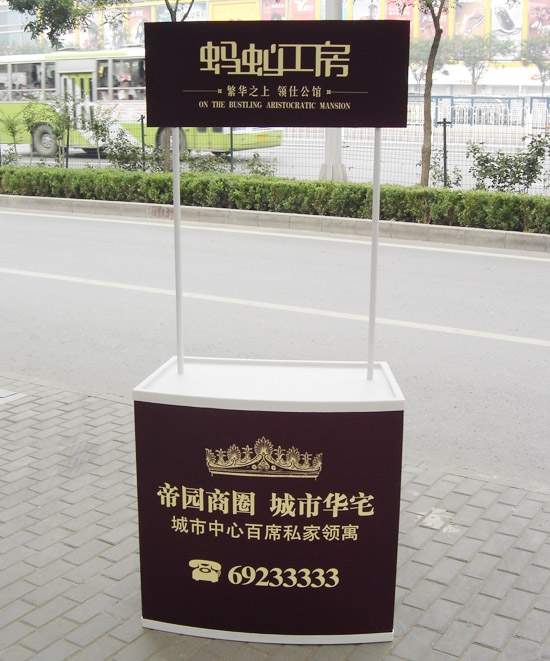 蚂蚁工房
繁华之上 领仕公馆
ON THE BUSTLING ARISTOCRATIC MANSION
帝园商圈 城市华宅
城市中心百席私家领寓
69233333